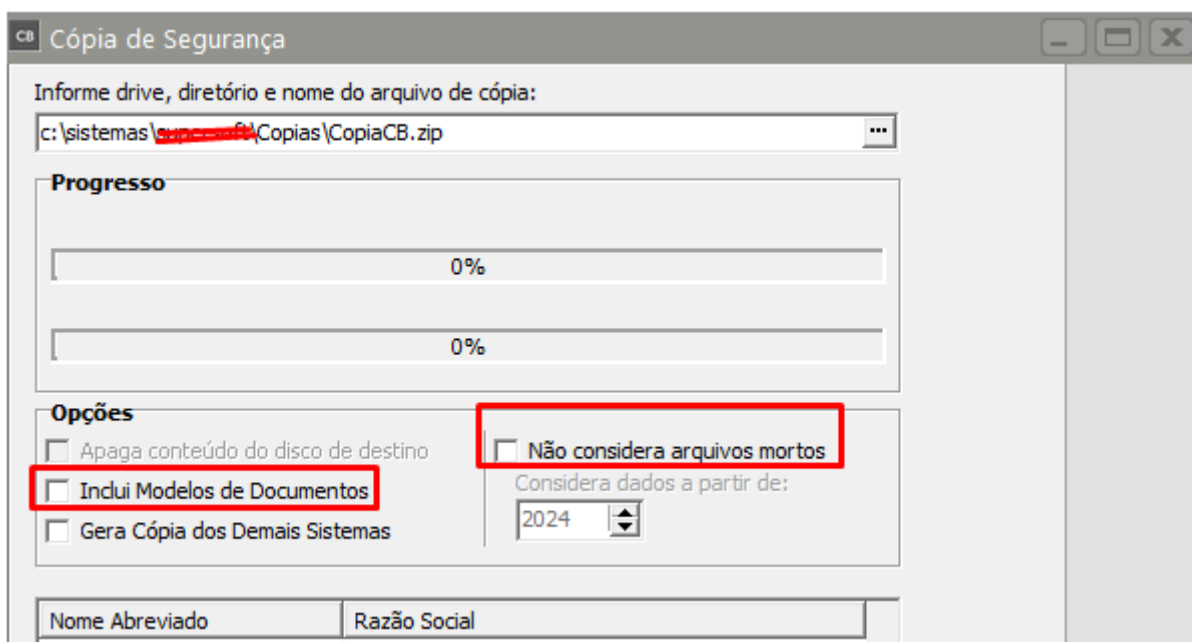 CB Cópia de Segurança
Informe drive, diretório e nome do arquivo de cópia:
c:\sistemas\ \Copias\CopiaCB.zip ...
Progresso
0%
0%
Opções
Apaga conteúdo do disco de destino
Inclui Modelos de Documentos
Gera Cópia dos Demais Sistemas
Não considera arquivos mortos
Considera dados a partir de:
2024
Nome Abreviado Razão Social